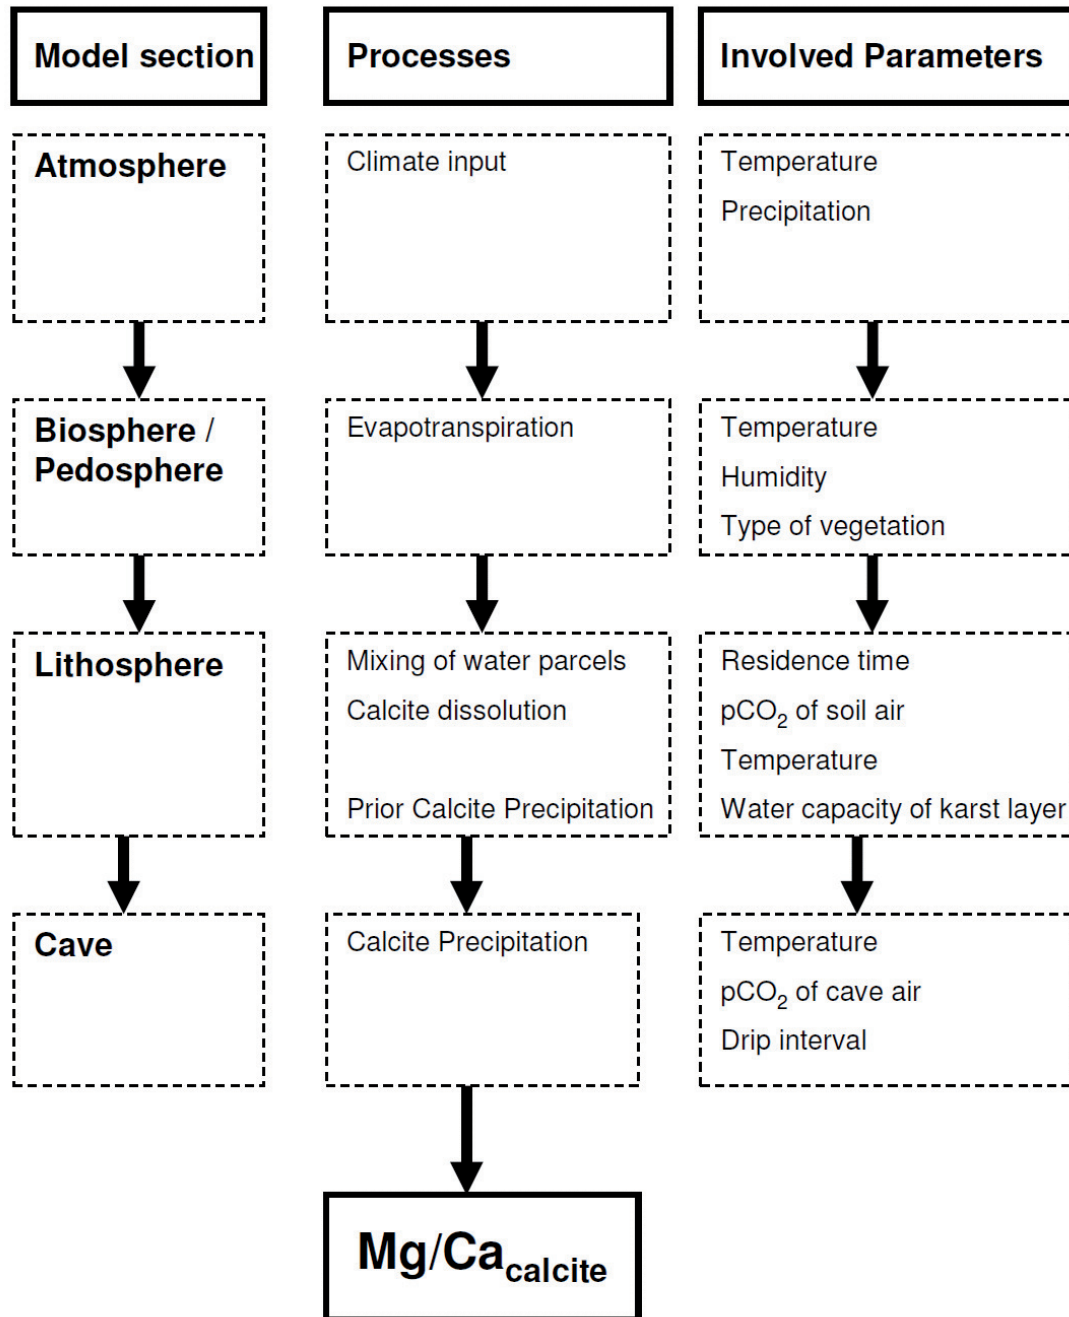 Model section
Processes
Involved Parameters
Atmosphere
Climate input
Temperature
Precipitation
Biosphere /
Pedosphere
Evapotranspiration
Temperature
Humidity
Type of vegetation
Lithosphere
Mixing of water parcels
Calcite dissolution
Prior Calcite Precipitation
Residence time
pCO₂ of soil air
Temperature
Water capacity of karst layer
Cave
Calcite Precipitation
Temperature
pCO₂ of cave air
Drip interval
Mg/Ca calcite